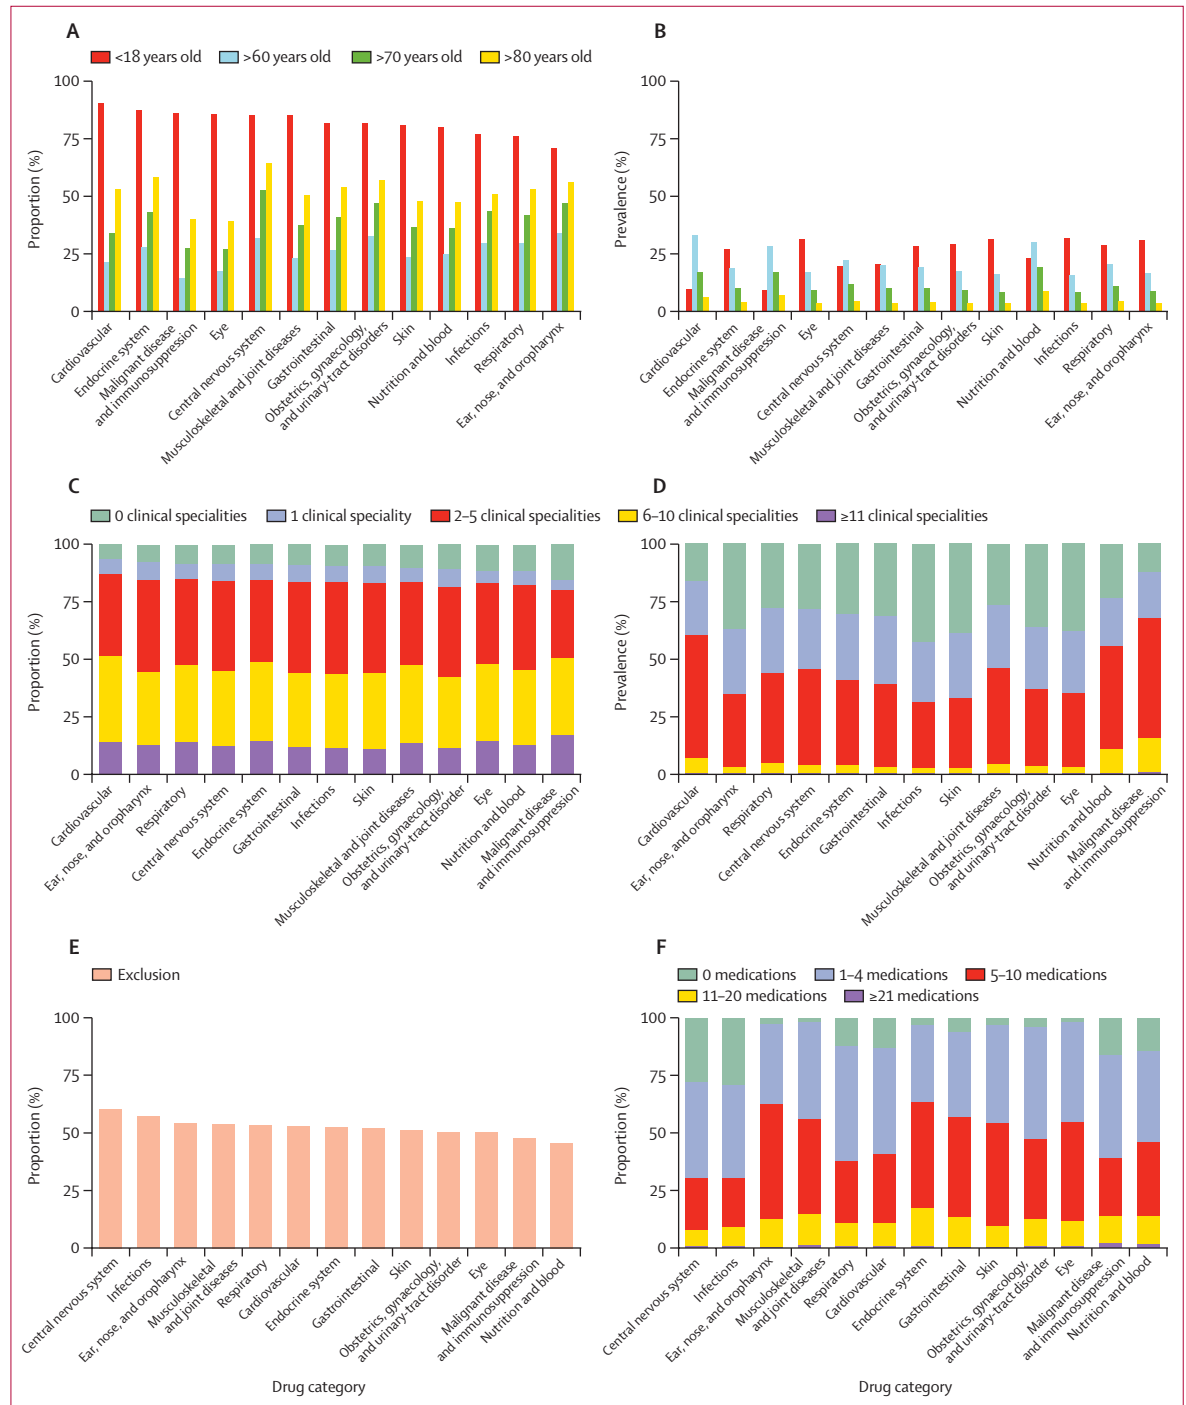 A
<18 years old >60 years old >70 years old >80 years old
100
75
50
25
0
Proportion (%)
Cardiovascular
Endocrine system
Malignant disease
and immunosuppression
Eye
Central nervous system
Musculoskeletal and joint diseases
Gastrointestinal
Obstetrics, gynaecology,
and urinary-tract disorders
Skin
Nutrition and blood
Infections
Respiratory
Ear, nose, and oropharynx
B
100
75
50
25
0
Prevalence (%)
Cardiovascular
Endocrine system
Malignant disease
and immunosuppression
Eye
Central nervous system
Musculoskeletal and joint diseases
Gastrointestinal
Obstetrics, gynaecology,
and urinary-tract disorders
Skin
Nutrition and blood
Infections
Respiratory
Ear, nose, and oropharynx
C
D
0 clinical specialities 1 clinical speciality 2–5 clinical specialities 6–10 clinical specialities ≥11 clinical specialities
100
75
50
25
0
Proportion (%)
Cardiovascular
Ear, nose, and oropharynx
Respiratory
Central nervous system
Endocrine system
Gastrointestinal
Infections
Skin
Musculoskeletal and joint diseases
Obstetrics, gynaecology,
and urinary-tract disorder
Eye
Nutrition and blood
Malignant disease
and immunosuppression
100
75
50
25
0
Prevalence (%)
Cardiovascular
Ear, nose, and oropharynx
Respiratory
Central nervous system
Endocrine system
Gastrointestinal
Infections
Skin
Musculoskeletal and joint diseases
Obstetrics, gynaecology,
and urinary-tract disorder
Eye
Nutrition and blood
Malignant disease
and immunosuppression
E
Exclusion
100
75
50
25
0
Proportion (%)
Central nervous system
Infections
Ear, nose, and oropharynx
Musculoskeletal
and joint diseases
Respiratory
Cardiovascular
Endocrine system
Gastrointestinal
Skin
Obstetrics, gynaecology,
and urinary-tract disorder
Eye
Malignant disease
and immunosuppression
Nutrition and blood
Drug category
F
0 medications 1–4 medications 5–10 medications
11–20 medications ≥21 medications
100
75
50
25
0
Proportion (%)
Central nervous system
Infections
Ear, nose, and oropharynx
Musculoskeletal
and joint diseases
Respiratory
Cardiovascular
Endocrine system
Gastrointestinal
Skin
Obstetrics, gynaecology,
and urinary-tract disorder
Eye
Malignant disease
and immunosuppression
Nutrition and blood
Drug category